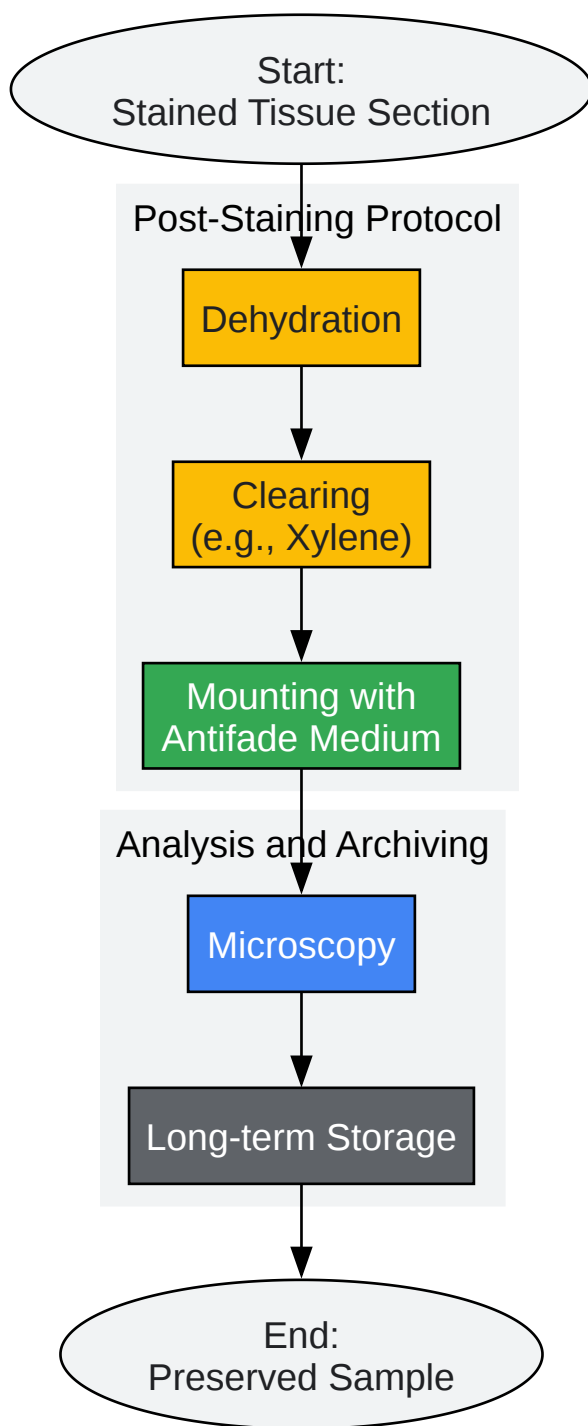 Start:
Stained Tissue Section
Post-Staining Protocol
Dehydration
Clearing
(e.g., Xylene)
Mounting with
Antifade Medium
Analysis and Archiving
Microscopy
Long-term Storage
End:
Preserved Sample